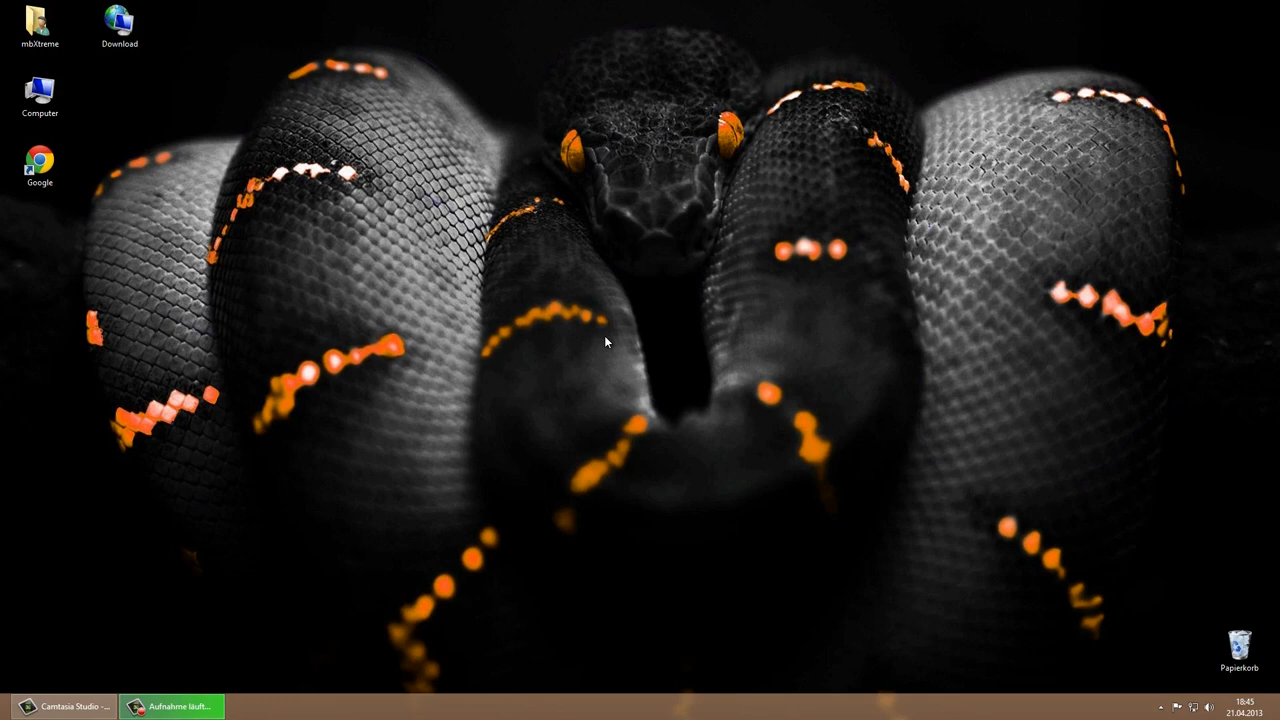 mbXtreme
Download
Computer
Google
Papierkorb
Camtasia Studio -...
Aufnahme läuft...
18:45
21.04.2013